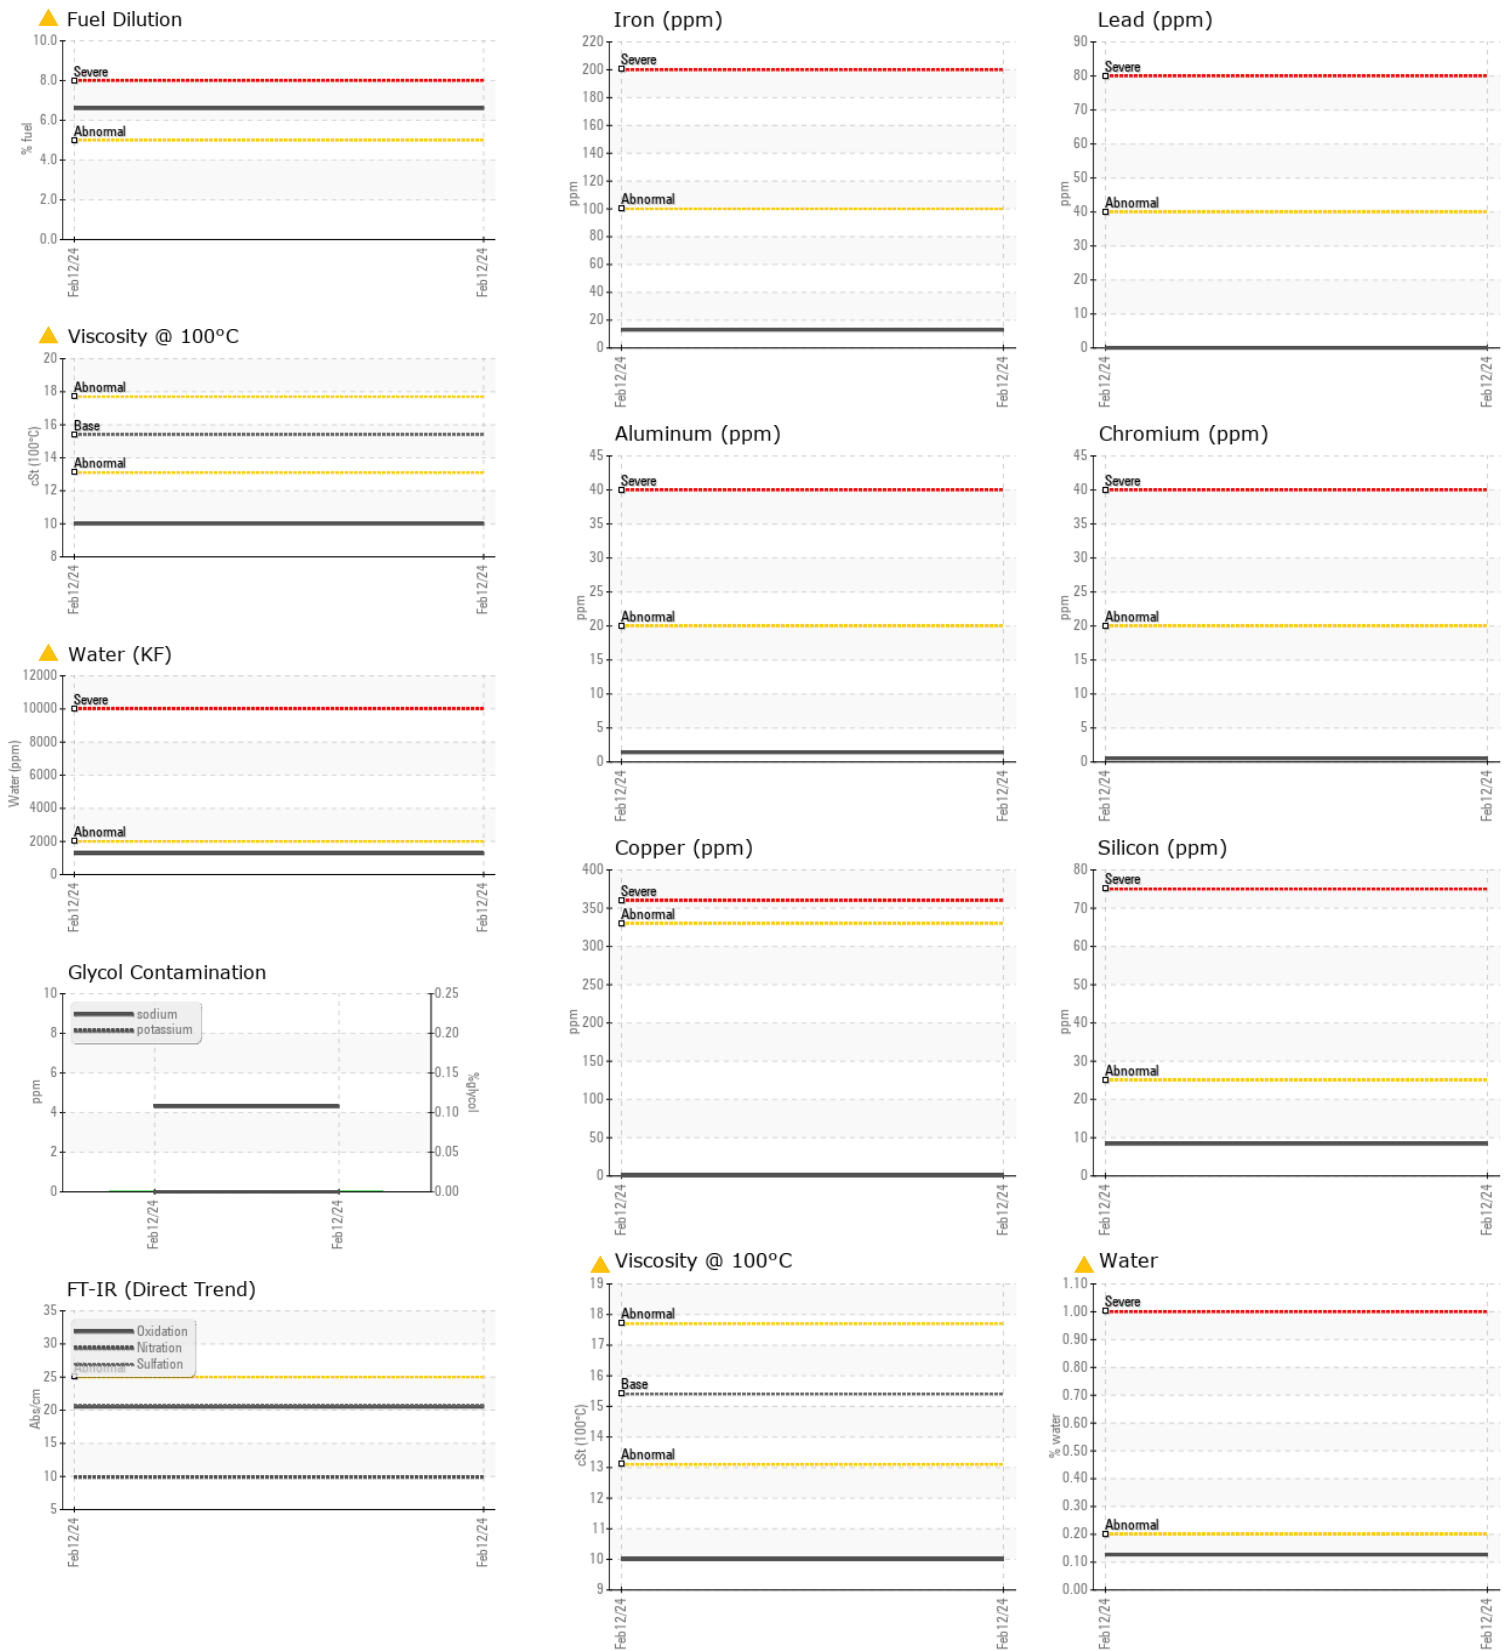 Fuel Dilution
10.0
8.0
6.0
4.0
2.0
0.0
% fuel
Severe
Abnormal
Feb12/24
Feb12/24
Viscosity @ 100°C
20
18
16
14
12
10
8
cSt (100°C)
Abnormal
Base
Abnormal
Feb12/24
Feb12/24
Water (KF)
12000
10000
8000
6000
4000
2000
0
Water (ppm)
Severe
Abnormal
Feb12/24
Feb12/24
Glycol Contamination
10
8
6
4
2
0
ppm
sodium
potassium
0.25
0.20
0.15
0.10
0.05
0.00
%glycol
Feb12/24
Feb12/24
FT-IR (Direct Trend)
35
30
25
20
15
10
5
Abs/cm
Oxidation
Nitration
Sulfation
Abnormal
Feb12/24
Feb12/24
Iron (ppm)
220
200
180
160
140
120
100
80
60
40
20
0
ppm
Severe
Abnormal
Feb12/24
Feb12/24
Lead (ppm)
90
80
70
60
50
40
30
20
10
0
ppm
Severe
Abnormal
Feb12/24
Feb12/24
Aluminum (ppm)
45
40
35
30
25
20
15
10
5
0
ppm
Severe
Abnormal
Feb12/24
Feb12/24
Chromium (ppm)
45
40
35
30
25
20
15
10
5
0
ppm
Severe
Abnormal
Feb12/24
Feb12/24
Copper (ppm)
400
350
300
250
200
150
100
50
0
ppm
Severe
Abnormal
Feb12/24
Feb12/24
Silicon (ppm)
80
70
60
50
40
30
20
10
0
ppm
Severe
Abnormal
Feb12/24
Feb12/24
Viscosity @ 100°C
19
18
17
16
15
14
13
12
11
10
9
cSt (100°C)
Abnormal
Base
Abnormal
Feb12/24
Feb12/24
Water
1.10
1.00
0.90
0.80
0.70
0.60
0.50
0.40
0.30
0.20
0.10
0.00
% water
Severe
Abnormal
Feb12/24
Feb12/24